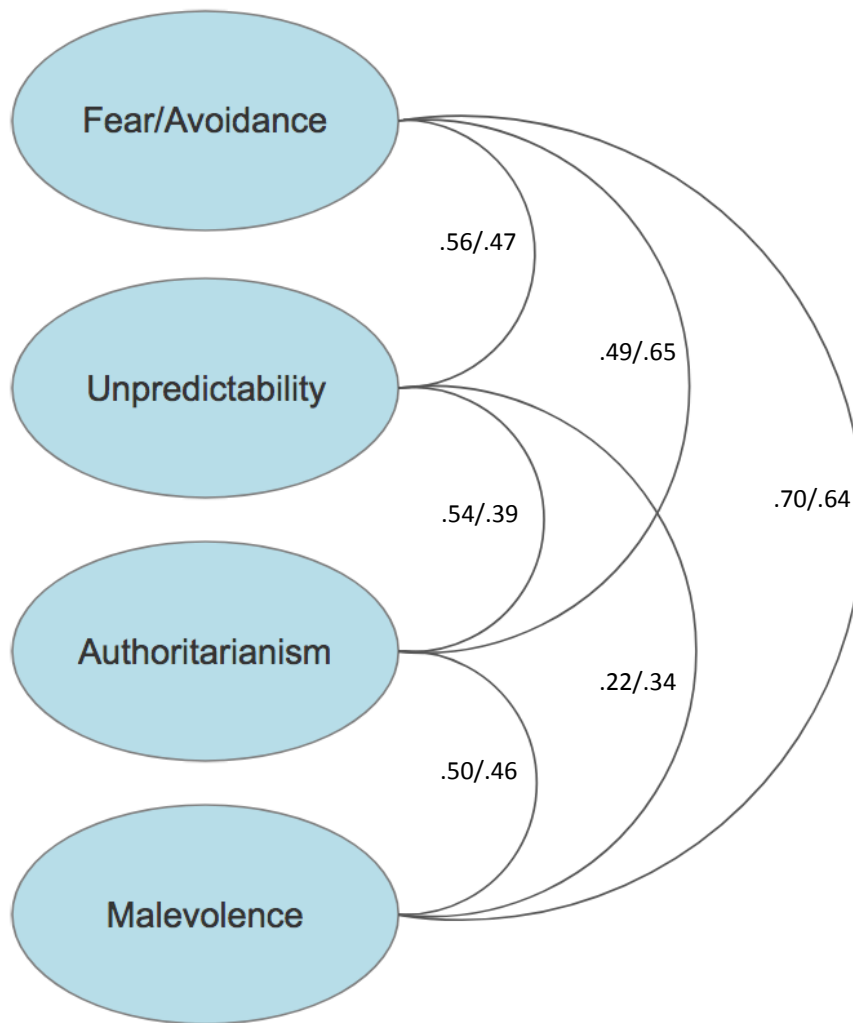 Fear/Avoidance
.56/.47
Unpredictability
.49/.65
.70/.64
.54/.39
Authoritarianism
.22/.34
.50/.46
Malevolence